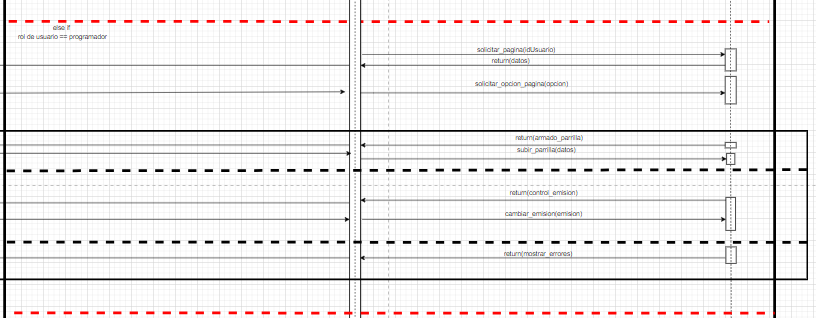 else if
rol de usuario == programador
solicitar_pagina(idUsuario)
return(datos)
solicitar_opcion_pagina(opcion)
return(armado_parrilla)
subir_parrilla(datos)
return(control_emision)
cambiar_emision(emision)
return(mostrar_errores)